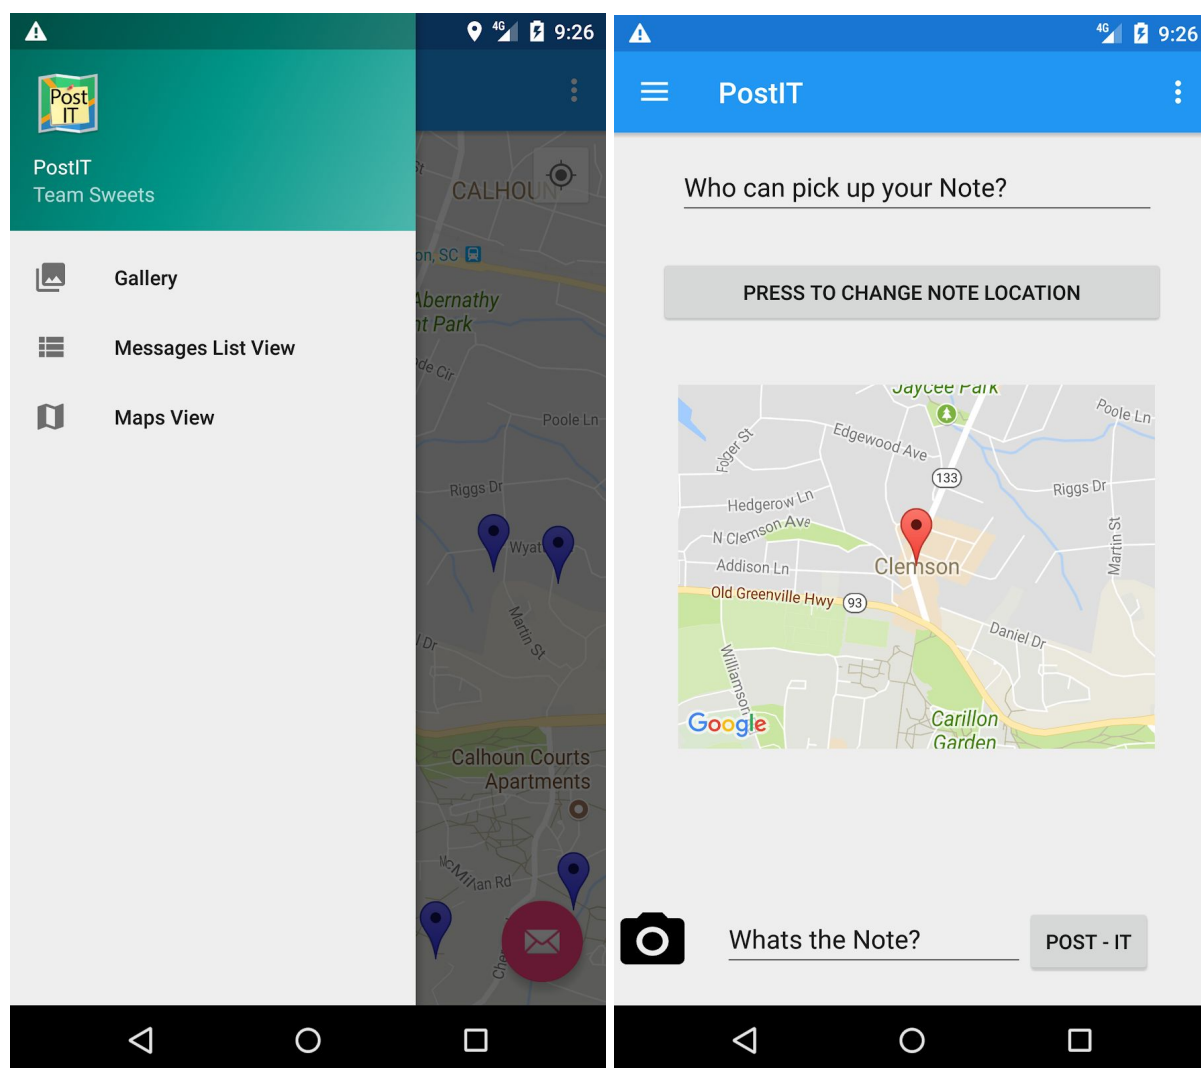 4G 9:26
Post
IT
PostIT
Team Sweets
Gallery
Messages List View
Maps View
St
CALHOUN
on, SC
Abernathy
nt Park
de Cir
Poole Ln
Riggs Dr
Wyat
Martin St
l Dr
Calhoun Courts
Apartments
McMillan Rd
Che
4G 9:26
PostIT
Who can pick up your Note?
PRESS TO CHANGE NOTE LOCATION
Jaycee Park
Poole Ln
Folger St
Edgewood Ave
133
Riggs Dr
Hedgerow Ln
N Clemson Ave
Martin St
Addison Ln
Clemson
Old Greenville Hwy
93
Daniel Dr
Williamson
Google
Carillon
Garden
Whats the Note?
POST - IT